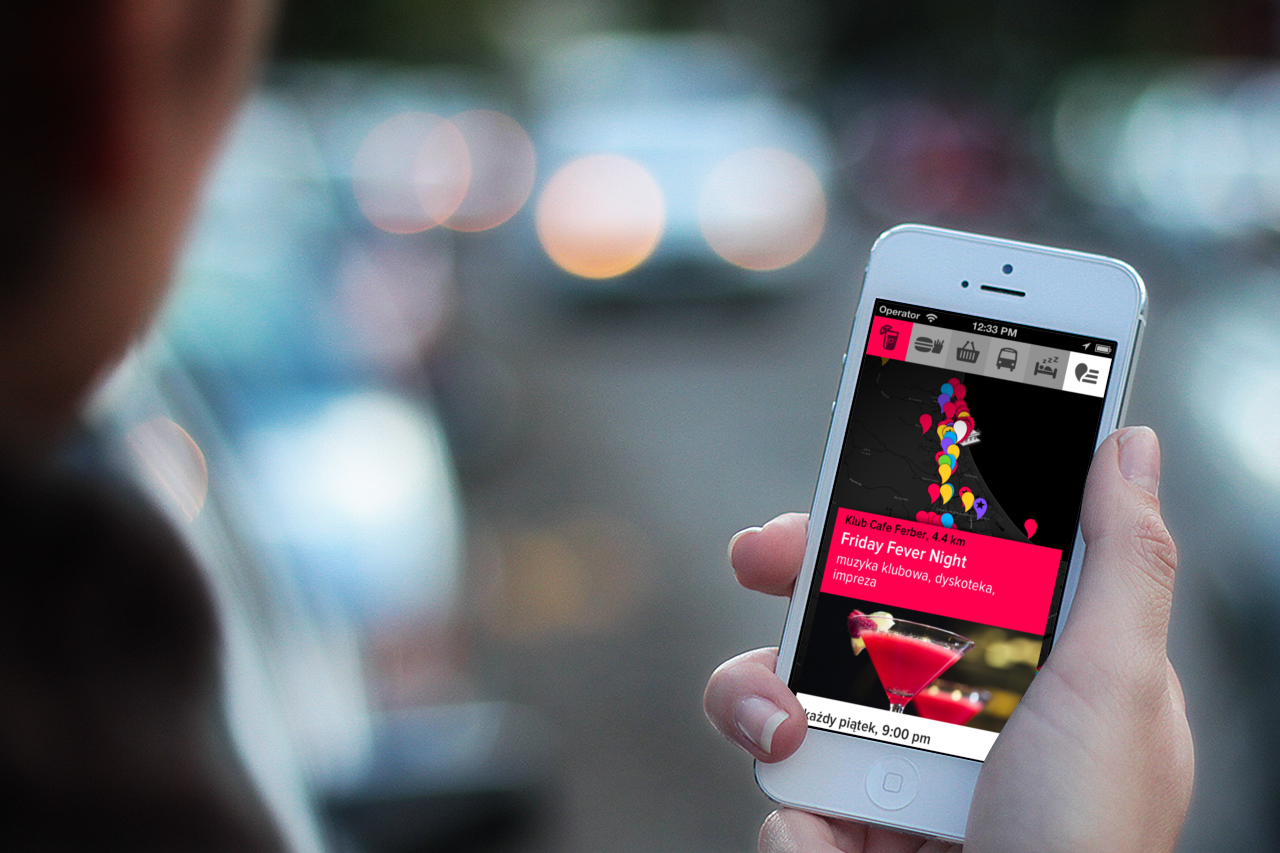 Operator
12:33 PM
zzz
Klub Cafe Ferber, 4.4 km
Friday Fever Night
muzyka klubowa, dyskoteka,
impreza
każdy piątek, 9:00 pm